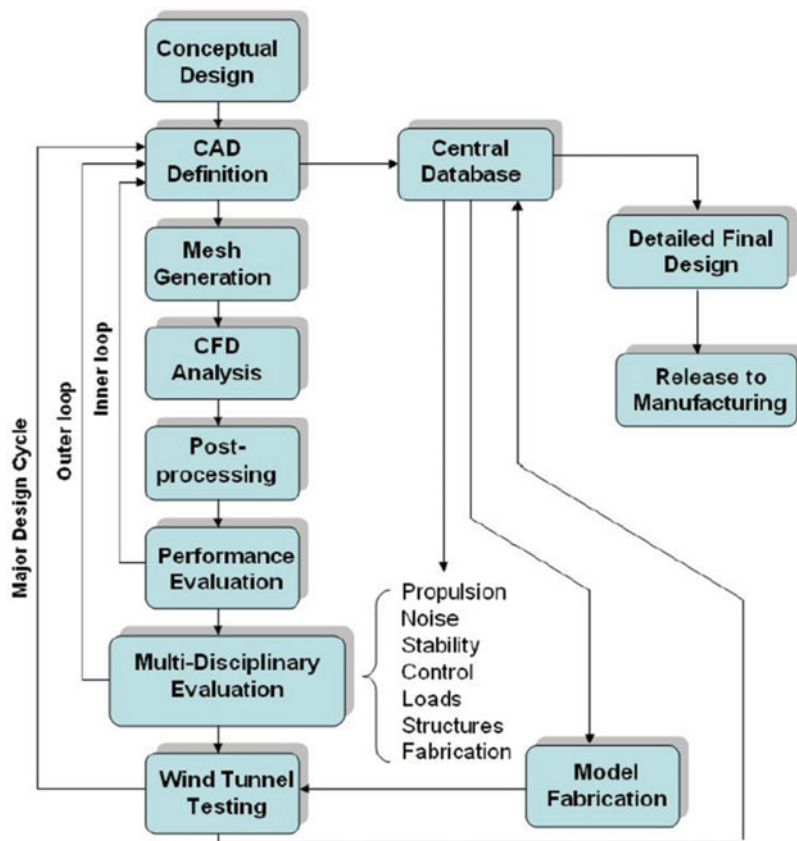 Conceptual
Design
CAD
Definition
Central
Database
Mesh
Generation
Detailed Final
Design
CFD
Analysis
Release to
Manufacturing
Post-
processing
Performance
Evaluation
Multi-Disciplinary
Evaluation
Wind Tunnel
Testing
Propulsion
Noise
Stability
Control
Loads
Structures
Fabrication
Model
Fabrication
Major Design Cycle
Outer loop
Inner loop